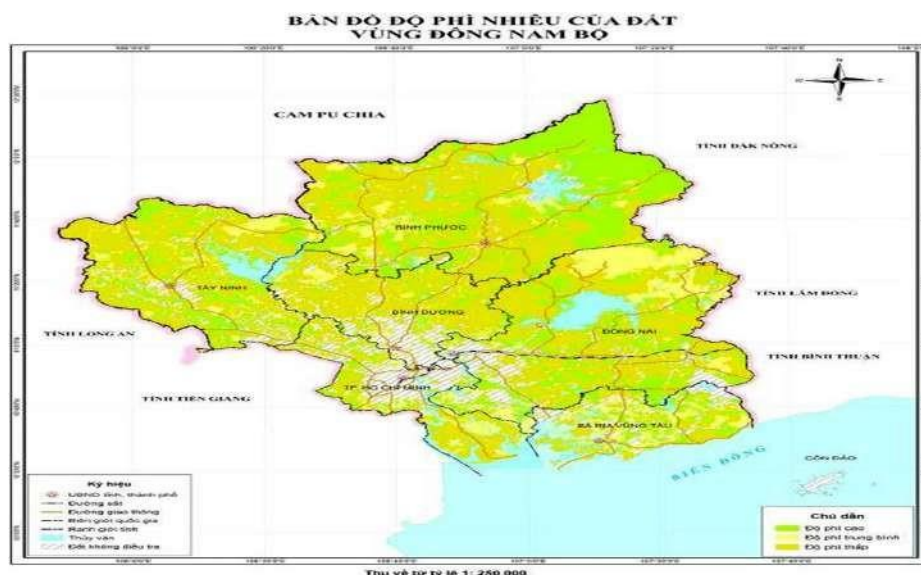 BẢN ĐỒ ĐỘ PHÌ NHIÊU CỦA ĐẤT
VÙNG ĐÔNG NAM BỘ
N
CAM PU CHIA
TỈNH ĐĂK NÔNG
BÌNH PHƯỚC
TÂY NINH
TỈNH LÂM ĐỒNG
BÌNH DƯƠNG
ĐỒNG NAI
TỈNH LONG AN
TỈNH BÌNH THUẬN
TP. HỒ CHÍ MINH
TỈNH TIỀN GIANG
BÀ RỊA VŨNG TÀU
BIỂN ĐÔNG
CÔN ĐẢO
Ký hiệu
UBND tỉnh, thành phố
Đường sắt
Đường giao thông
Biên giới quốc gia
Ranh giới tỉnh
Thủy văn
Đất không điều tra
Chú dẫn
Độ phì cao
Độ phì trung bình
Độ phì thấp
Thu về từ tỷ lệ 1: 250.000